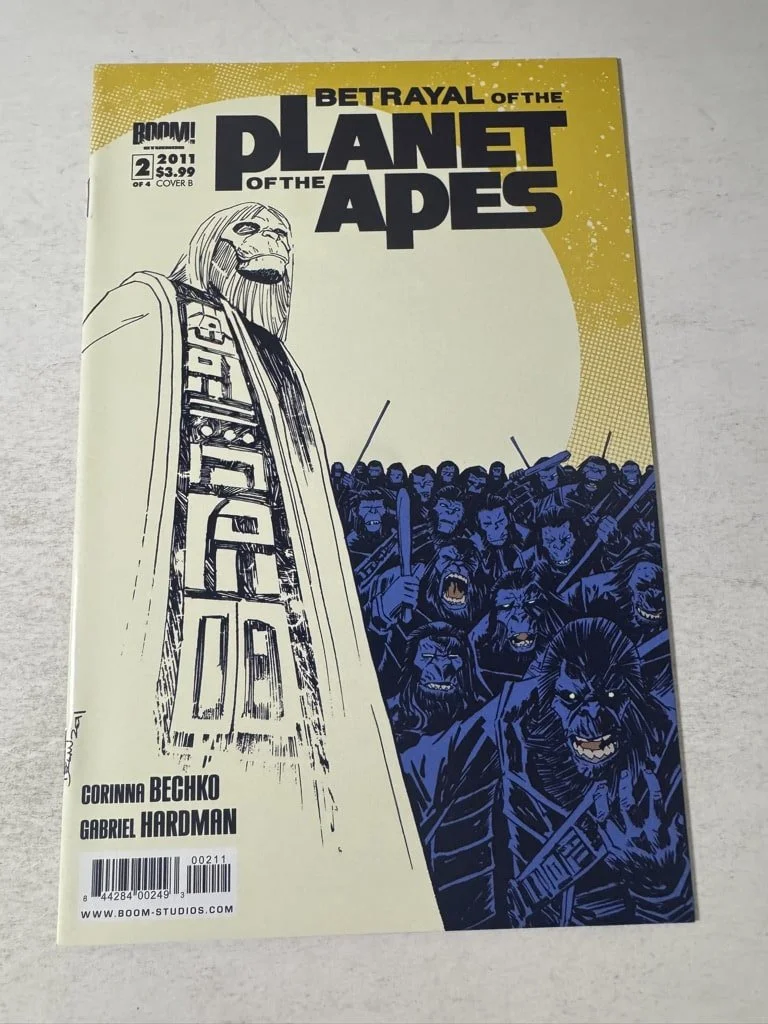 BETRAYAL OF THE
PLANET
OF THE APES
BOOM!
2 2011
$3.99
OF 4 COVER B
CORINNA BECHKO
GABRIEL HARDMAN
00211
8 44284 00249 3
WWW.BOOM-STUDIOS.COM